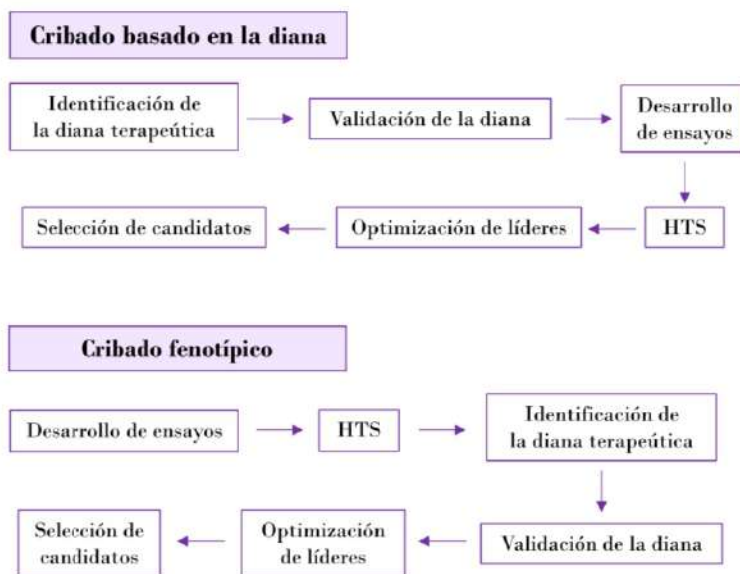 Cribado basado en la diana
Identificación de
la diana terapeútica
Validación de la diana
Desarrollo
de ensayos
HTS
Optimización de líderes
Selección de candidatos
Cribado fenotípico
Desarrollo de ensayos
HTS
Identificación de
la diana terapeútica
Validación de la diana
Optimización
de líderes
Selección de
candidatos